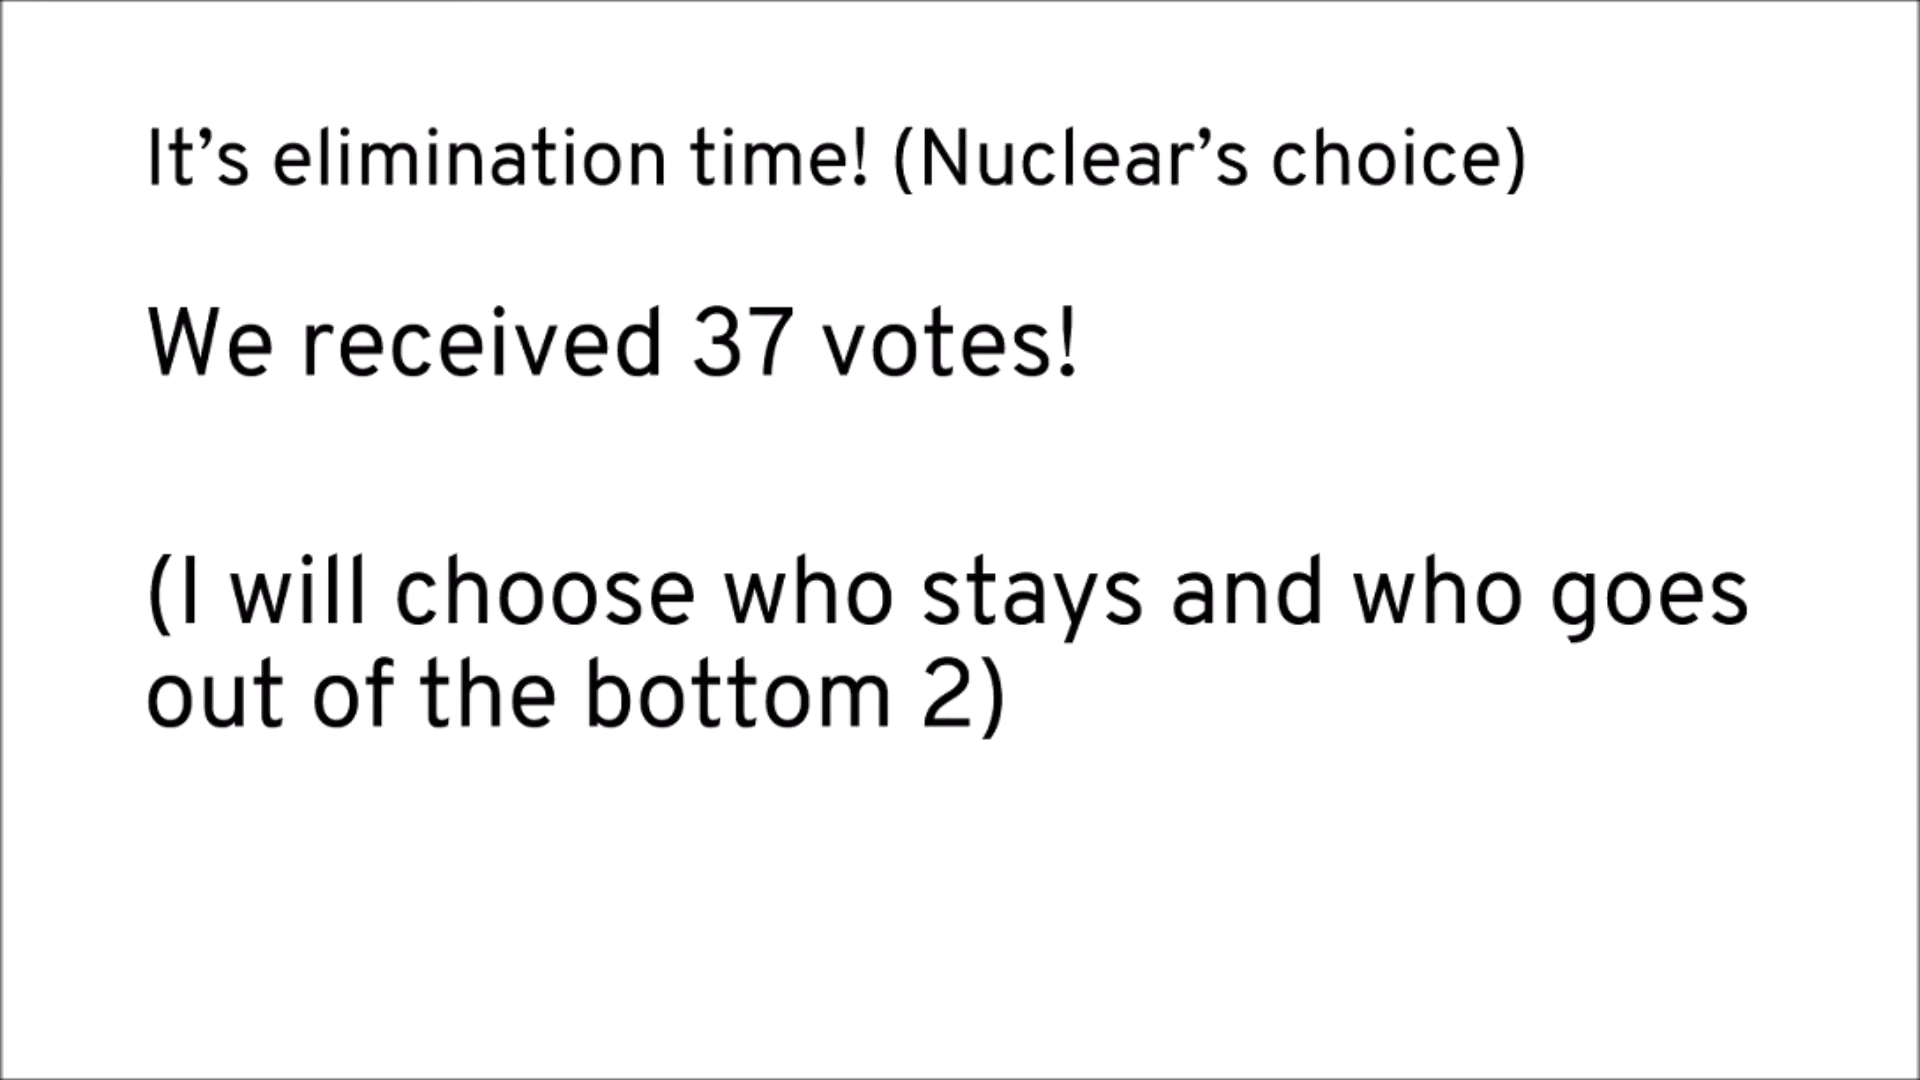 It’s elimination time! (Nuclear’s choice)
We received 37 votes!
(I will choose who stays and who goes
out of the bottom 2)